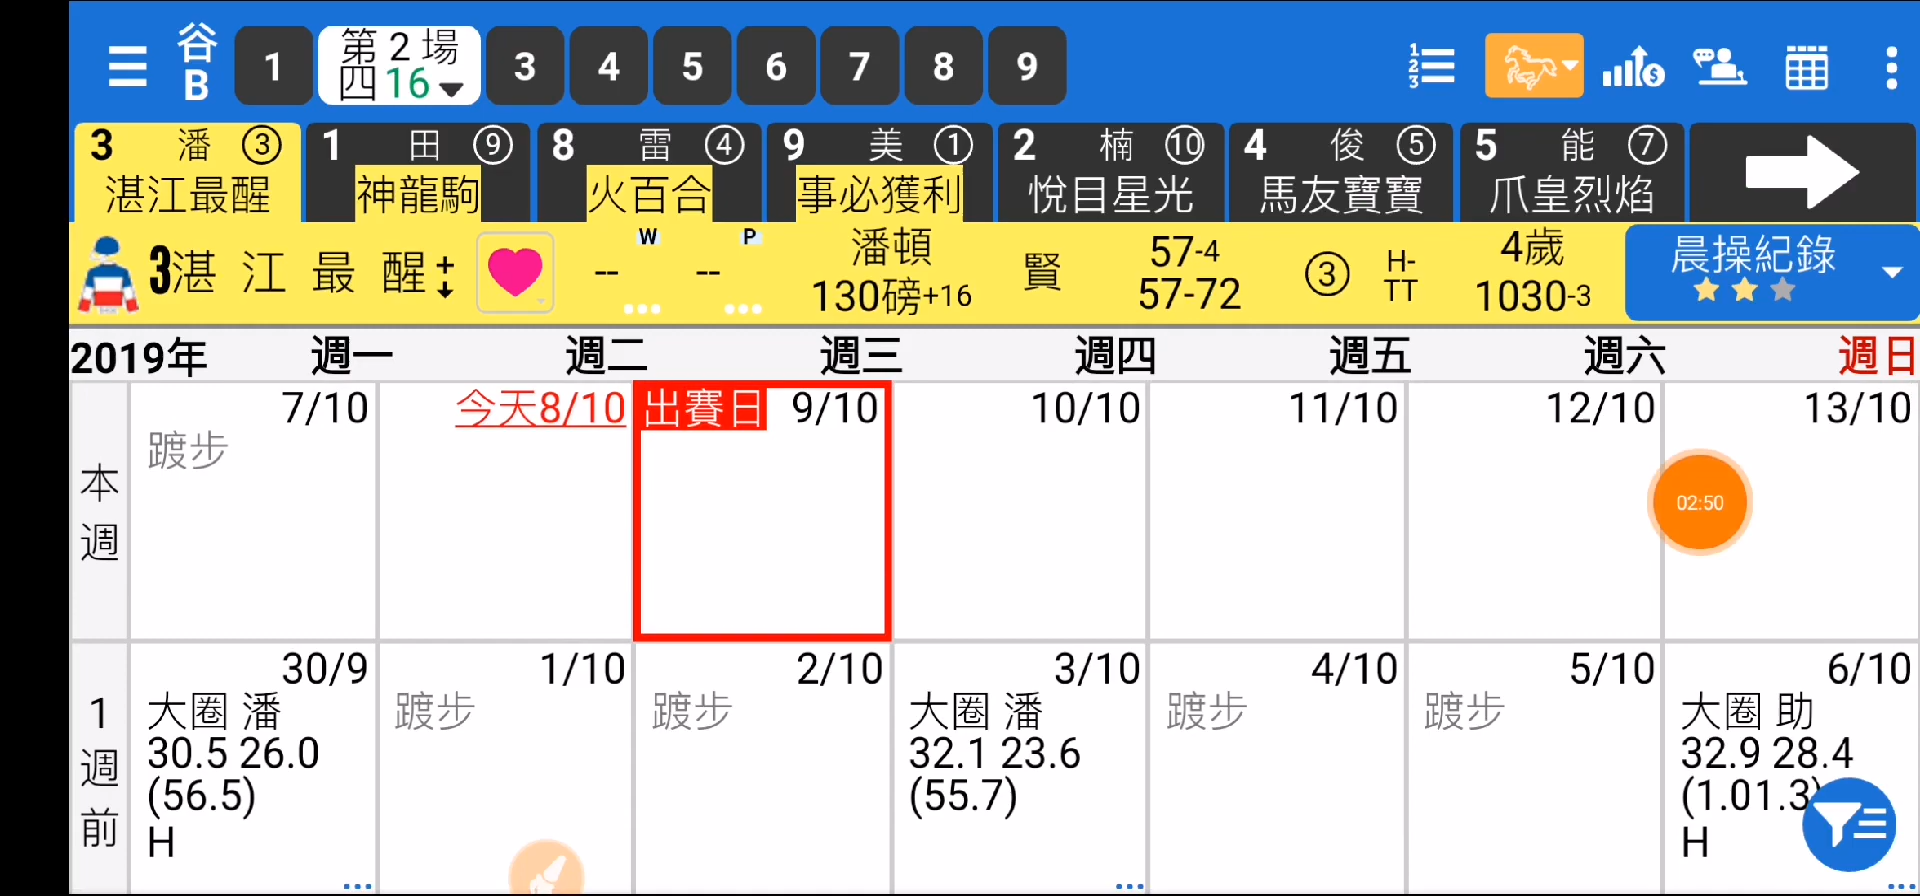 谷
B
1
第2場
四16
3
4
5
6
7
8
9
1
2
3
3 潘 ③
湛江最醒
1 田 ⑨
神龍駒
8 雷 ④
火百合
9 美 ①
事必獲利
2 楠 ⑩
悅目星光
4 俊 ⑤
馬友寶寶
5 能 ⑦
爪皇烈焰
3湛江最醒‡
W
--
P
--
潘頓
130磅+16
賢
57-4
57-72
③
H-
TT
4歲
1030-3
晨操紀錄
2019年 週一 週二 週三 週四 週五 週六 週日
本週
7/10
踱步
今天8/10
出賽日 9/10
10/10
11/10
12/10
13/10
02:50
1週前
30/9
大圈 潘
30.5 26.0
(56.5)
H
1/10
踱步
2/10
踱步
3/10
大圈 潘
32.1 23.6
(55.7)
4/10
踱步
5/10
踱步
6/10
大圈 助
32.9 28.4
(1.01.3)
H